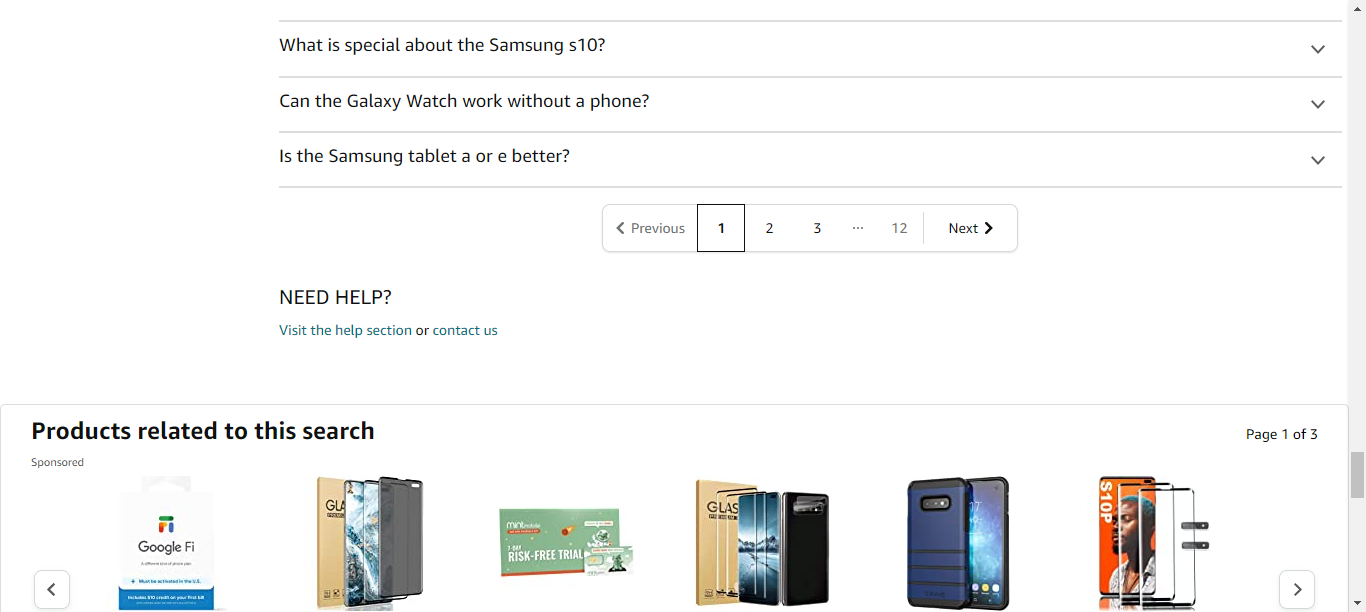 What is special about the Samsung s10?
Can the Galaxy Watch work without a phone?
Is the Samsung tablet a or e better?
Previous 1 2 3 ... 12 Next
NEED HELP?
Visit the help section or contact us
Products related to this search
Page 1 of 3
Sponsored
Google Fi
A different kind of phone plan
+ Must be activated in the U.S.
Includes $10 credit on your first bill
GLA
mint mobile
7-DAY
RISK-FREE TRIAL
GLAS
S10P